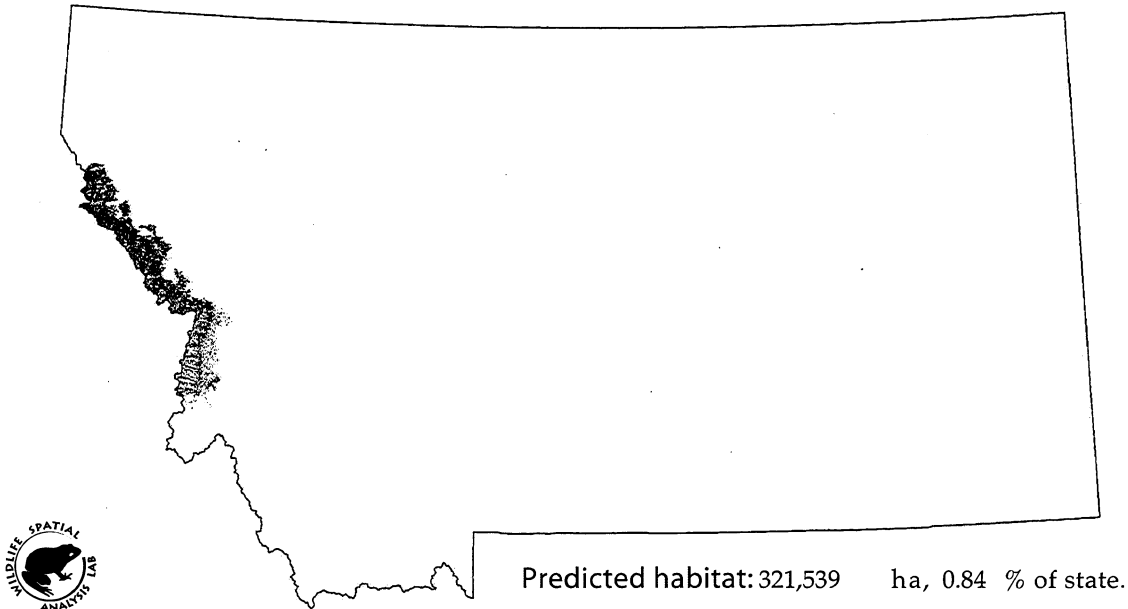 WILDLIFE SPATIAL ANALYSIS LAB
Predicted habitat: 321,539 ha, 0.84 % of state.